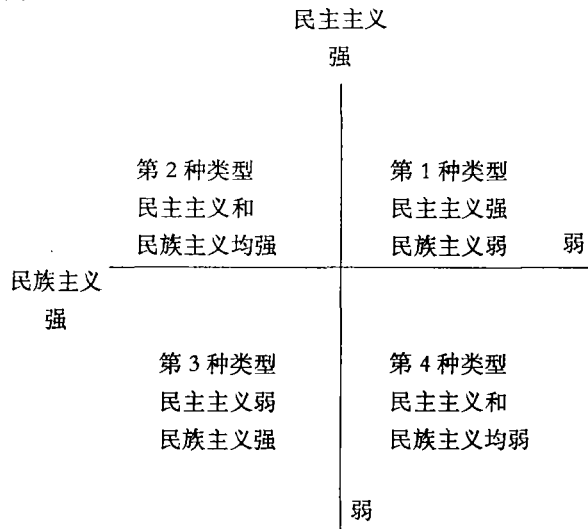 民主主义
强
第 2 种类型
民主主义和
民族主义均强
第 1 种类型
民主主义强
民族主义弱
弱
民族主义
强
第 3 种类型
民主主义弱
民族主义强
第 4 种类型
民主主义和
民族主义均弱
弱